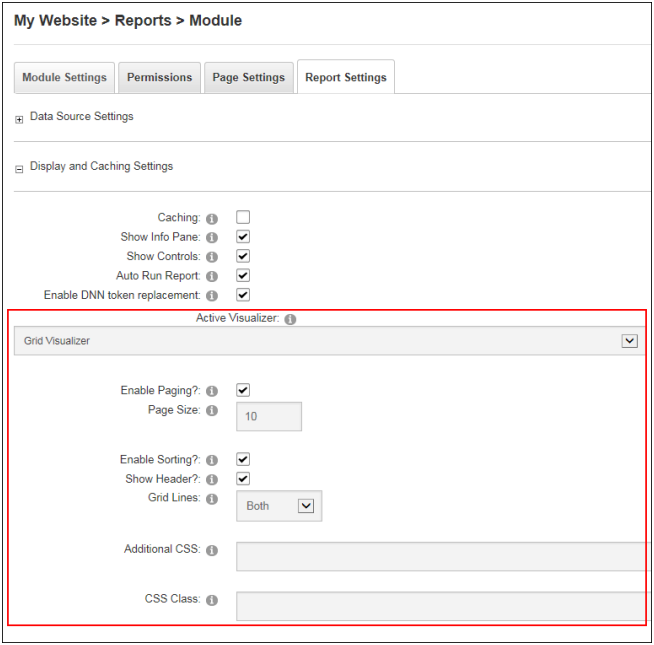 My Website > Reports > Module
Module Settings Permissions Page Settings Report Settings
Data Source Settings
Display and Caching Settings
Caching:
Show Info Pane:
Show Controls:
Auto Run Report:
Enable DNN token replacement:
Active Visualizer:
Grid Visualizer
Enable Paging?:
Page Size: 10
Enable Sorting?:
Show Header?:
Grid Lines: Both
Additional CSS:
CSS Class: